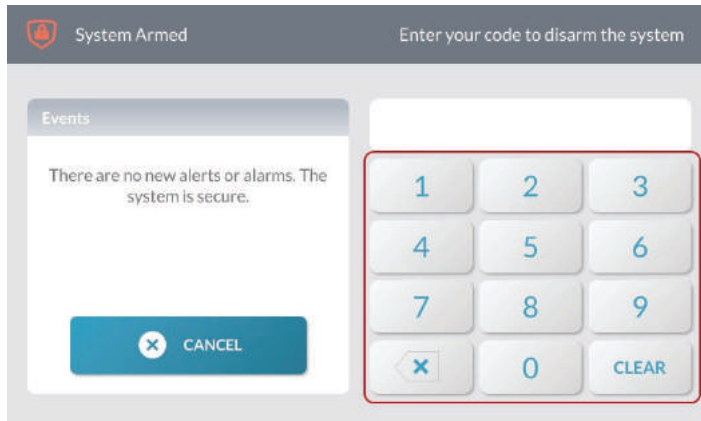 System Armed
Enter your code to disarm the system
Events
There are no new alerts or alarms. The
system is secure.
CANCEL
1 2 3
4 5 6
7 8 9
0 CLEAR